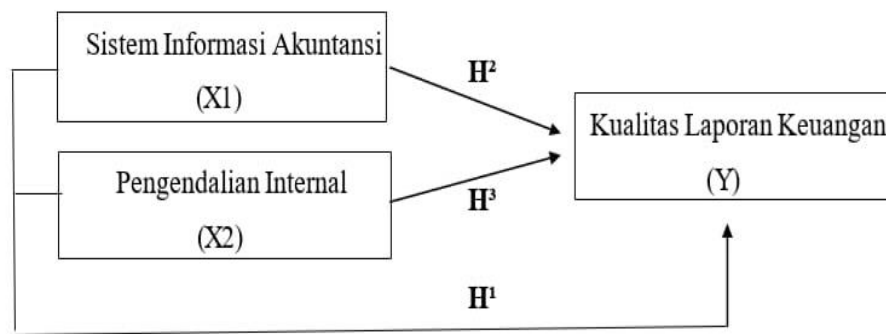 Sistem Informasi Akuntansi
(X1)
H²
Kualitas Laporan Keuangan
(Y)
Pengendalian Internal
(X2)
H³
H¹